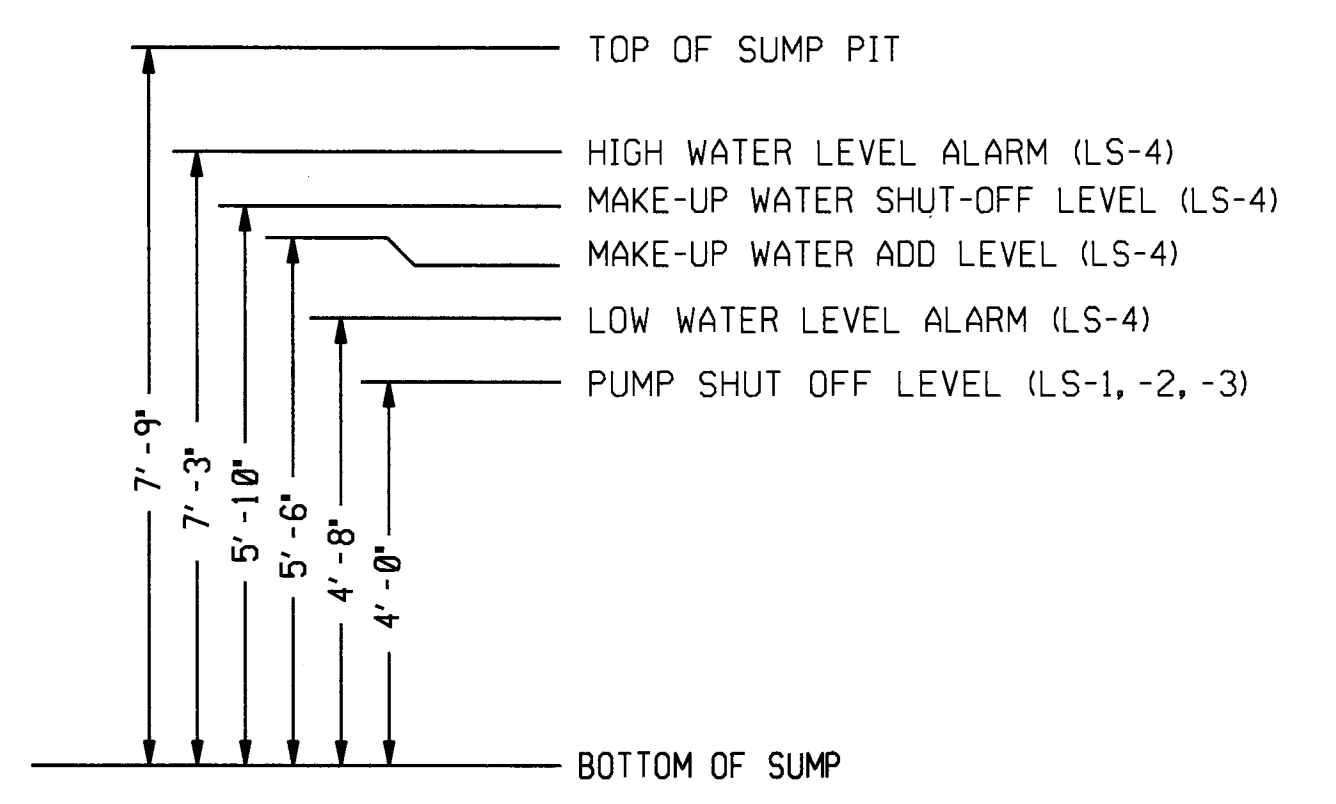 TOP OF SUMP PIT
HIGH WATER LEVEL ALARM (LS-4)
MAKE-UP WATER SHUT-OFF LEVEL (LS-4)
MAKE-UP WATER ADD LEVEL (LS-4)
LOW WATER LEVEL ALARM (LS-4)
PUMP SHUT OFF LEVEL (LS-1, -2, -3)
7'-9"
7'-3"
5'-10"
5'-6"
4'-8"
4'-0"
BOTTOM OF SUMP